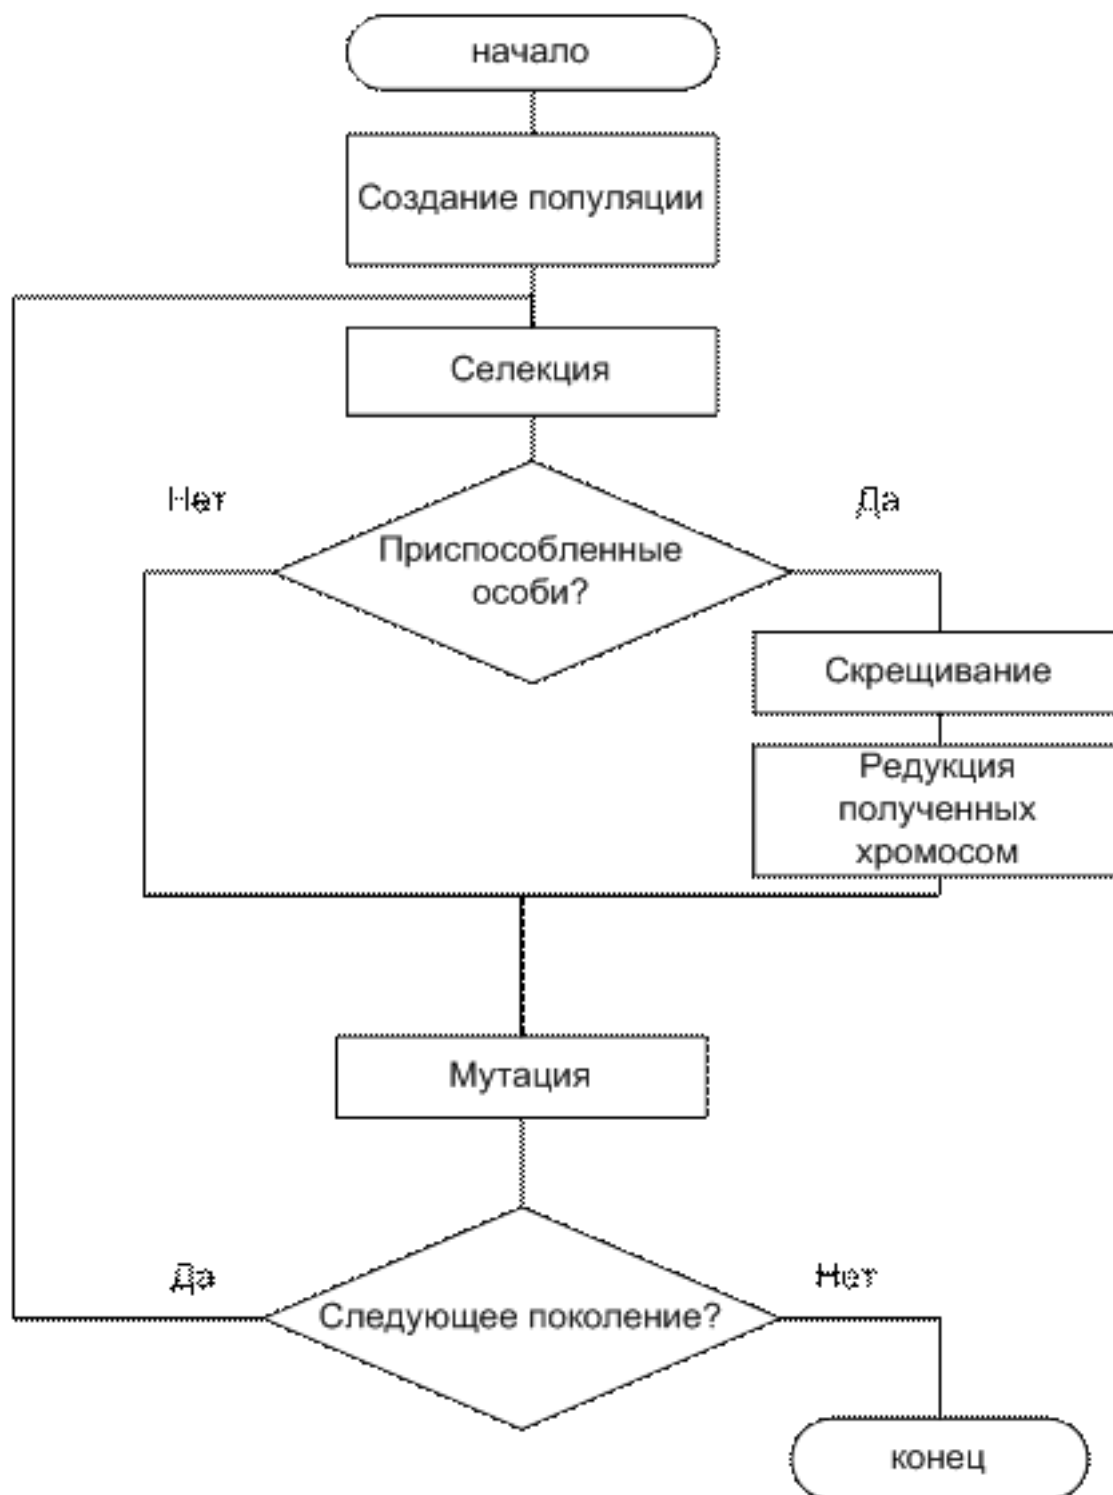 начало
Создание популяции
Селекция
Нет
Да
Приспособленные
особи?
Скрещивание
Редукция
полученных
хромосом
Мутация
Да
Нет
Следующее поколение?
конец